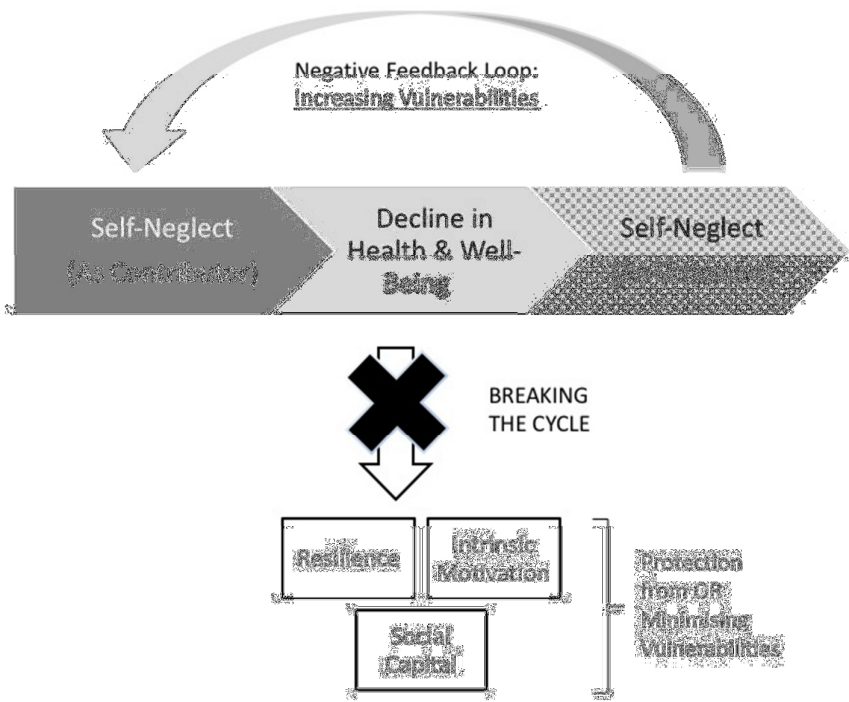 Negative Feedback Loop:
Increasing Vulnerabilities
Self-Neglect
(As Contributor)
Decline in
Health & Well-
Being
Self-Neglect
BREAKING
THE CYCLE
Resilience
Intrinsic
Motivation
Social
Capital
Protection
from OR
Minimising
Vulnerabilities